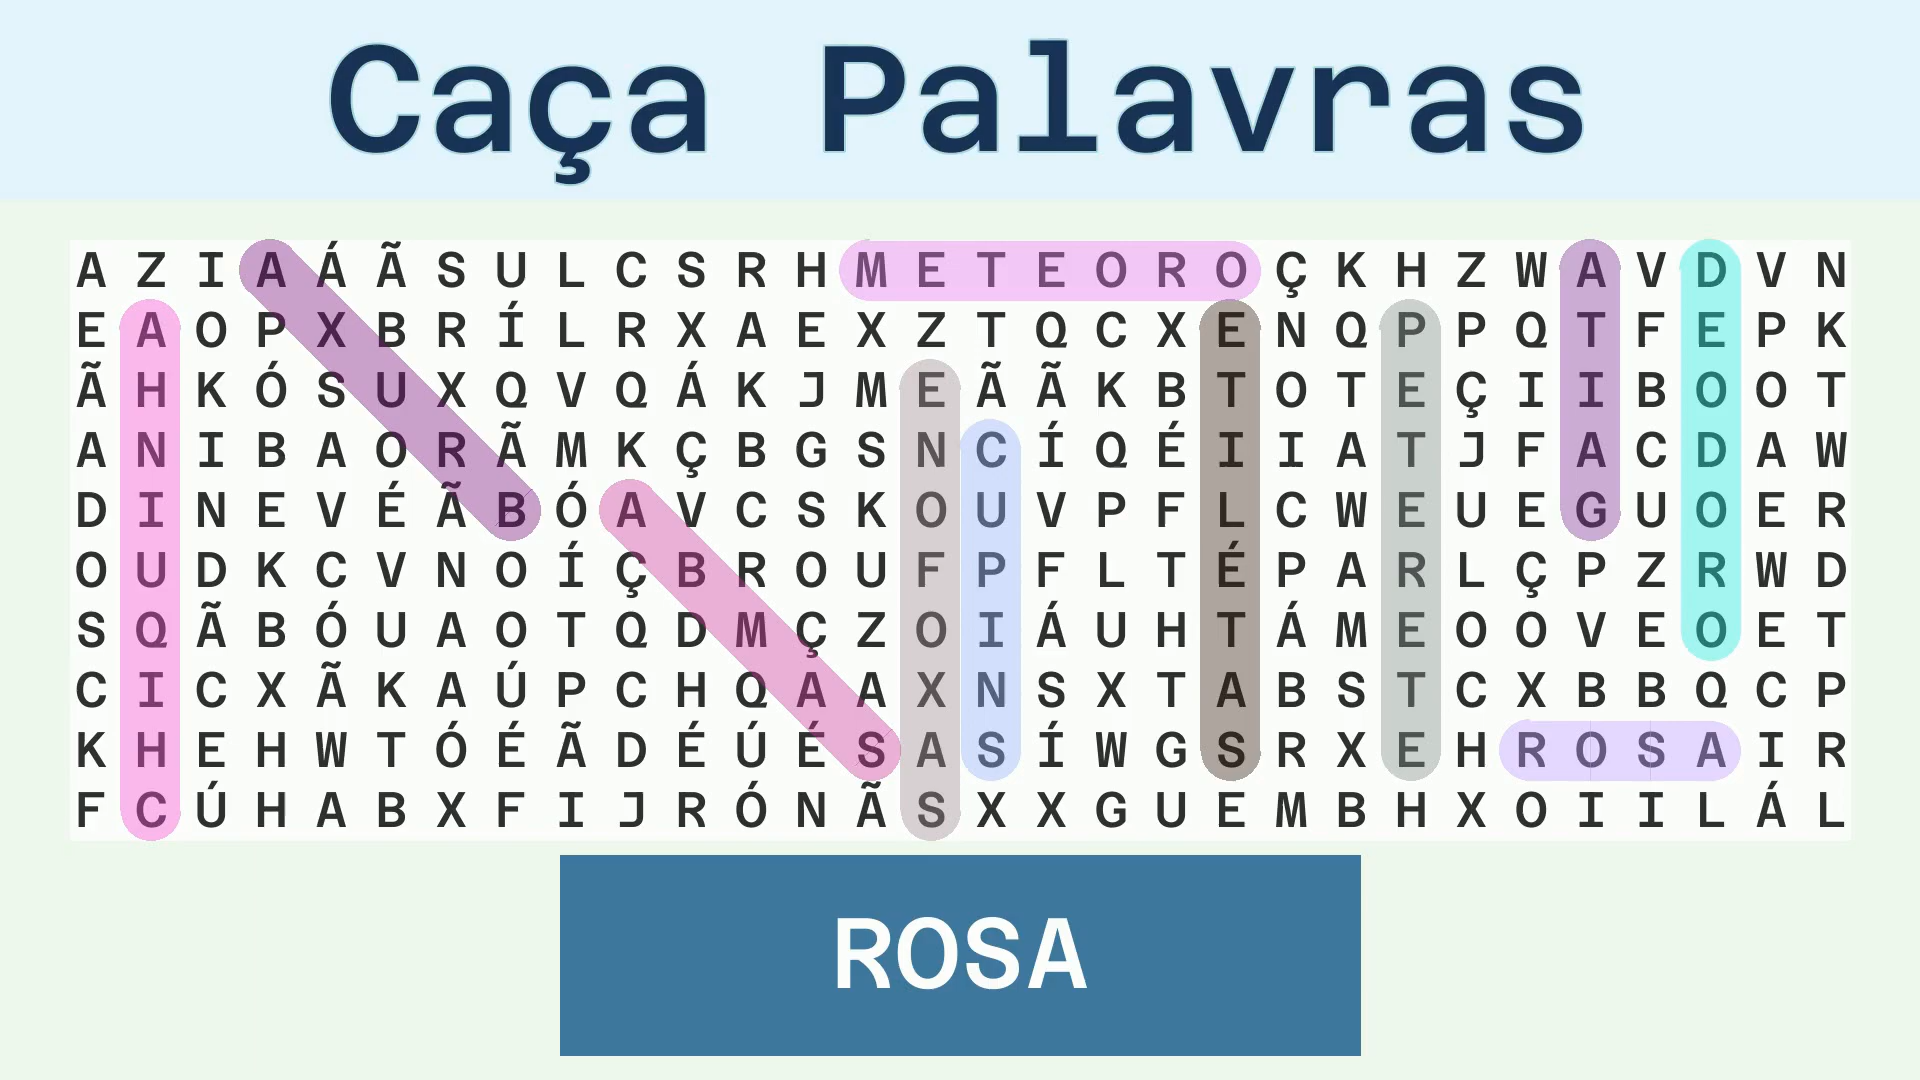 Caça Palavras
A Z I A Á Ã S U L C S R H M E T E O R O Ç K H Z W A V D V N
E A O P X B R Í L R X A E X Z T Q C X E N Q P P Q T F E P K
Ã H K Ó S U X Q V Q Á K J M E Ã Ã K B T O T E Ç I I B O O T
A N I B A O R Ã M K Ç B G S N C Í Q É I I A T J F A C D A W
D I N E V É Ã B Ó A V C S K O U V P F L C W E U E G U O E R
O U D K C V N O Í Ç B R O U F P F L T É P A R L Ç P Z R W D
S Q Ã B Ó U A O T Q D M Ç Z O I Á U H T Á M E O O V E O E T
C I C X Ã K A Ú P C H Q A A X N S X T A B S T C X B B Q C P
K H E H W T Ó É Ã D É Ú É S A S Í W G S R X E H R O S A I R
F C Ú H A B X F I J R Ó N Ã S X X G U E M B H X O I I L Á L
ROSA